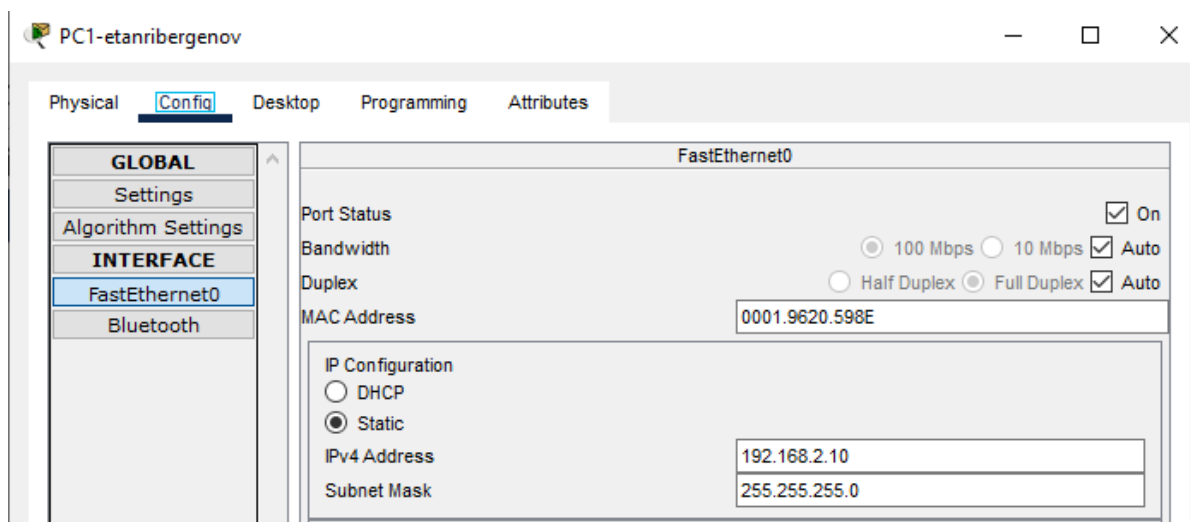 PC1-etanribergenov
Physical Config Desktop Programming Attributes
GLOBAL
Settings
Algorithm Settings
INTERFACE
FastEthernet0
Bluetooth
FastEthernet0
Port Status On
Bandwidth 100 Mbps 10 Mbps Auto
Duplex Half Duplex Full Duplex Auto
MAC Address 0001.9620.598E
IP Configuration
DHCP
Static
IPv4 Address 192.168.2.10
Subnet Mask 255.255.255.0